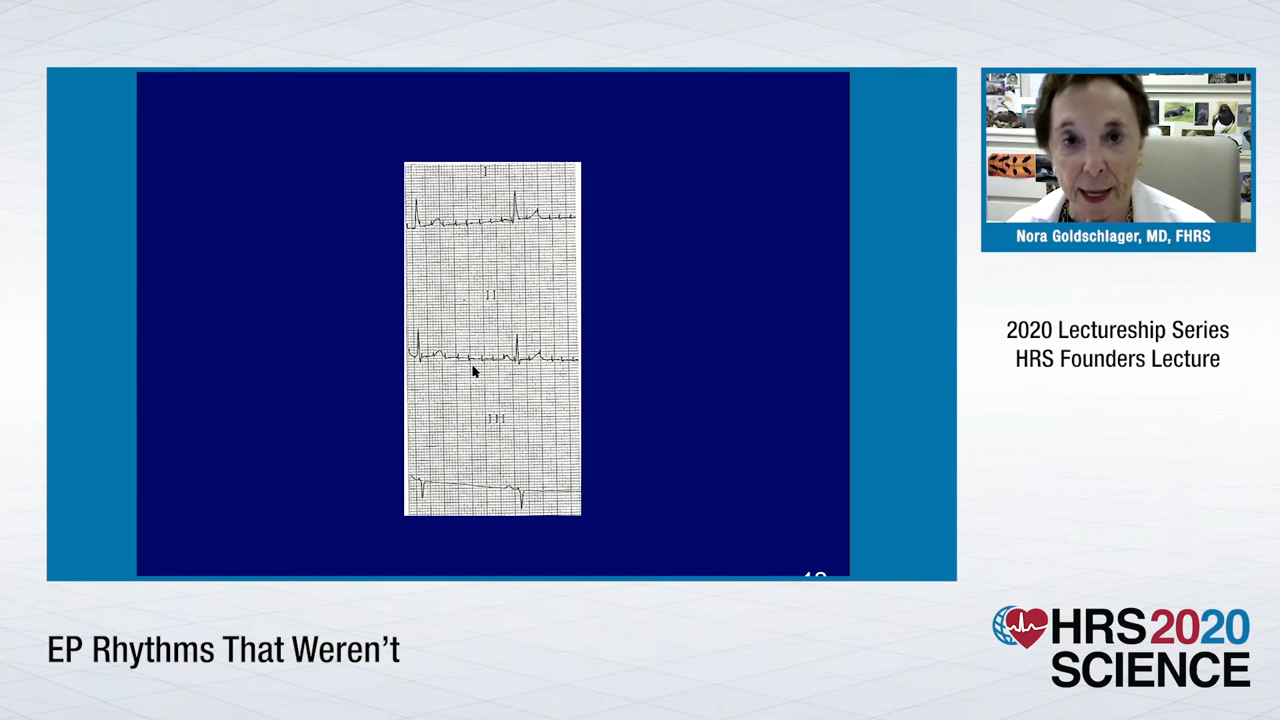 I
II
III
Nora Goldschlager, MD, FHRS
2020 Lectureship Series
HRS Founders Lecture
EP Rhythms That Weren't
HRS2020
SCIENCE